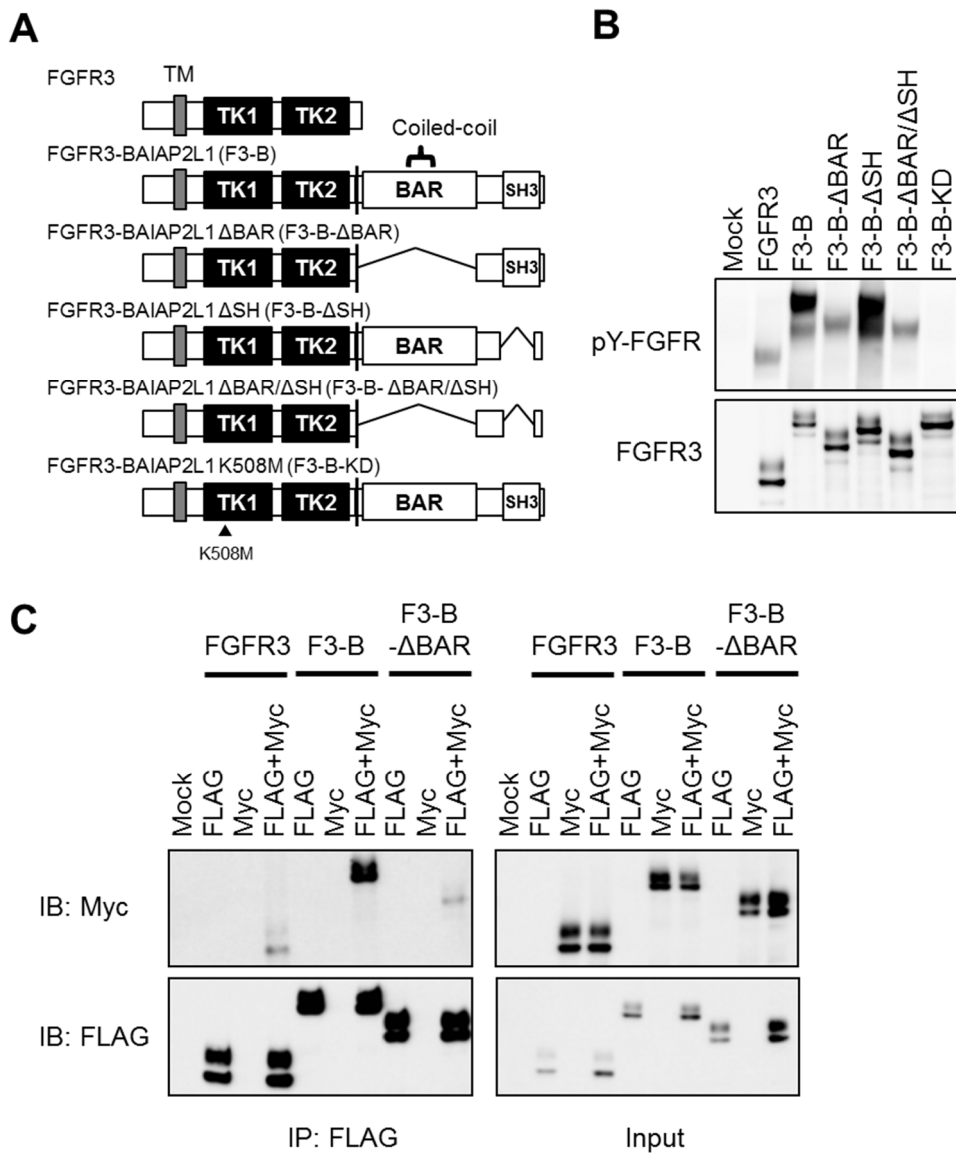 A
FGFR3
TM
TK1 TK2
Coiled-coil
FGFR3-BAIAP2L1 (F3-B)
TK1 TK2 BAR SH3
FGFR3-BAIAP2L1 ΔBAR (F3-B-ΔBAR)
TK1 TK2 SH3
FGFR3-BAIAP2L1 ΔSH (F3-B-ΔSH)
TK1 TK2 BAR
FGFR3-BAIAP2L1 ΔBAR/ΔSH (F3-B- ΔBAR/ΔSH)
TK1 TK2
FGFR3-BAIAP2L1 K508M (F3-B-KD)
TK1 TK2 BAR SH3
K508M
B
Mock
FGFR3
F3-B
F3-B-ΔBAR
F3-B-ΔSH
F3-B-ΔBAR/ΔSH
F3-B-KD
pY-FGFR
FGFR3
C
FGFR3
F3-B
F3-B
-ΔBAR
Mock
FLAG
Myc
FLAG+Myc
FLAG
Myc
FLAG+Myc
FLAG
Myc
FLAG+Myc
FGFR3
F3-B
F3-B
-ΔBAR
Mock
FLAG
Myc
FLAG+Myc
FLAG
Myc
FLAG+Myc
FLAG
Myc
FLAG+Myc
IB: Myc
IB: FLAG
IP: FLAG
Input